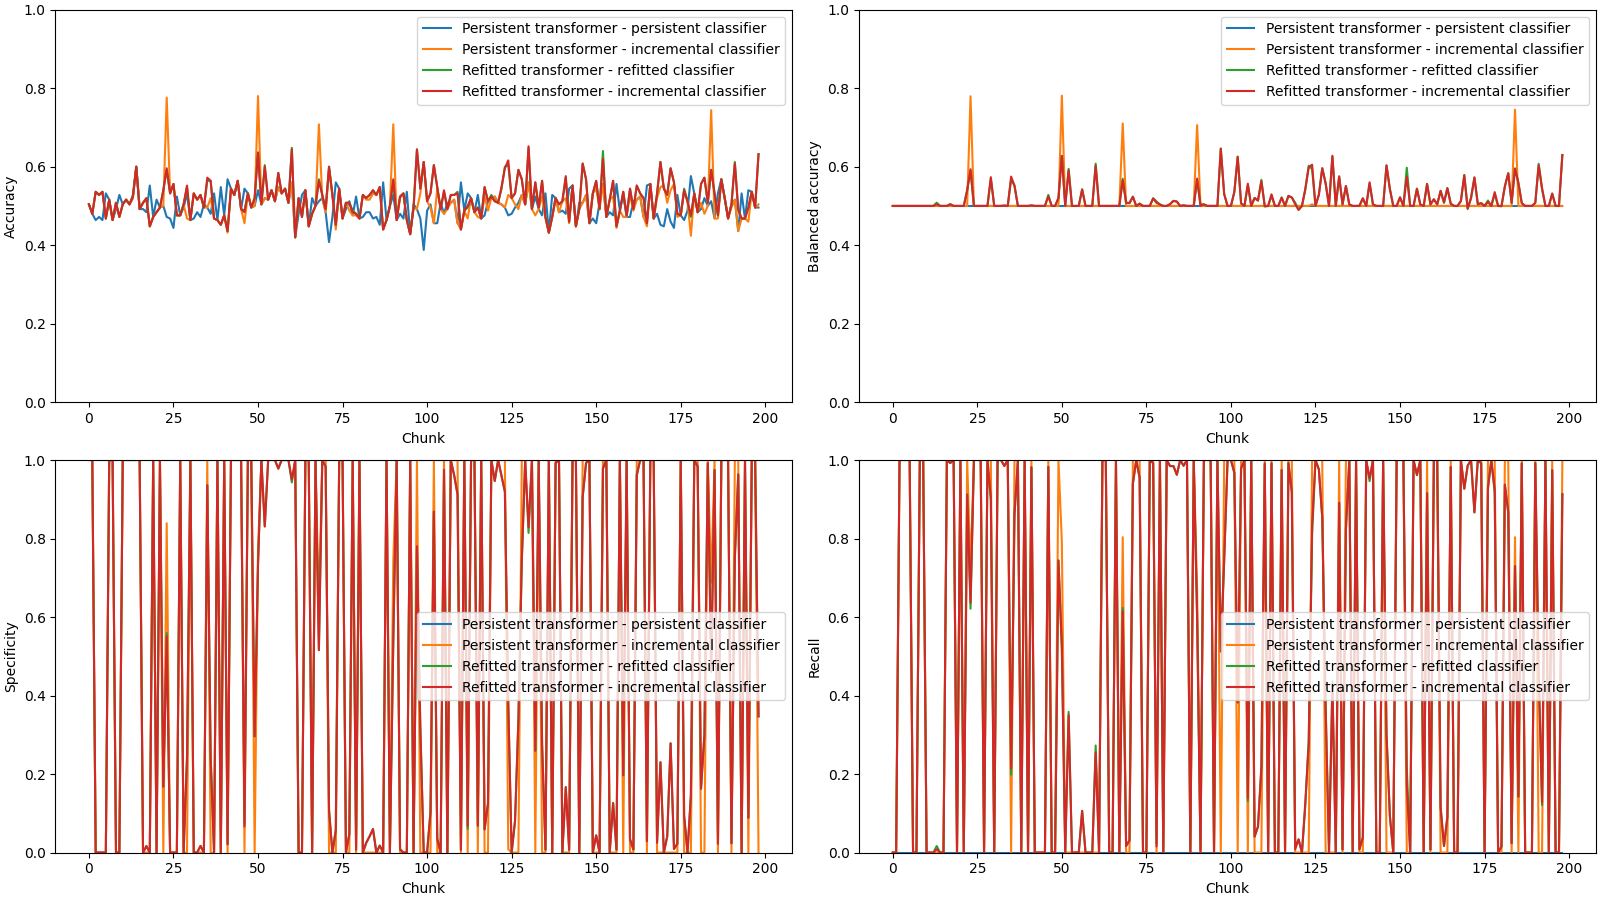 1.0
0.8
0.6
0.4
0.2
0.0
Accuracy
Persistent transformer - persistent classifier
Persistent transformer - incremental classifier
Refitted transformer - refitted classifier
Refitted transformer - incremental classifier
0 25 50 75 100 125 150 175 200
Chunk
1.0
0.8
0.6
0.4
0.2
0.0
Balanced accuracy
Persistent transformer - persistent classifier
Persistent transformer - incremental classifier
Refitted transformer - refitted classifier
Refitted transformer - incremental classifier
0 25 50 75 100 125 150 175 200
Chunk
1.0
0.8
0.6
0.4
0.2
0.0
Specificity
Persistent transformer - persistent classifier
Persistent transformer - incremental classifier
Refitted transformer - refitted classifier
Refitted transformer - incremental classifier
0 25 50 75 100 125 150 175 200
Chunk
1.0
0.8
0.6
0.4
0.2
0.0
Recall
Persistent transformer - persistent classifier
Persistent transformer - incremental classifier
Refitted transformer - refitted classifier
Refitted transformer - incremental classifier
0 25 50 75 100 125 150 175 200
Chunk